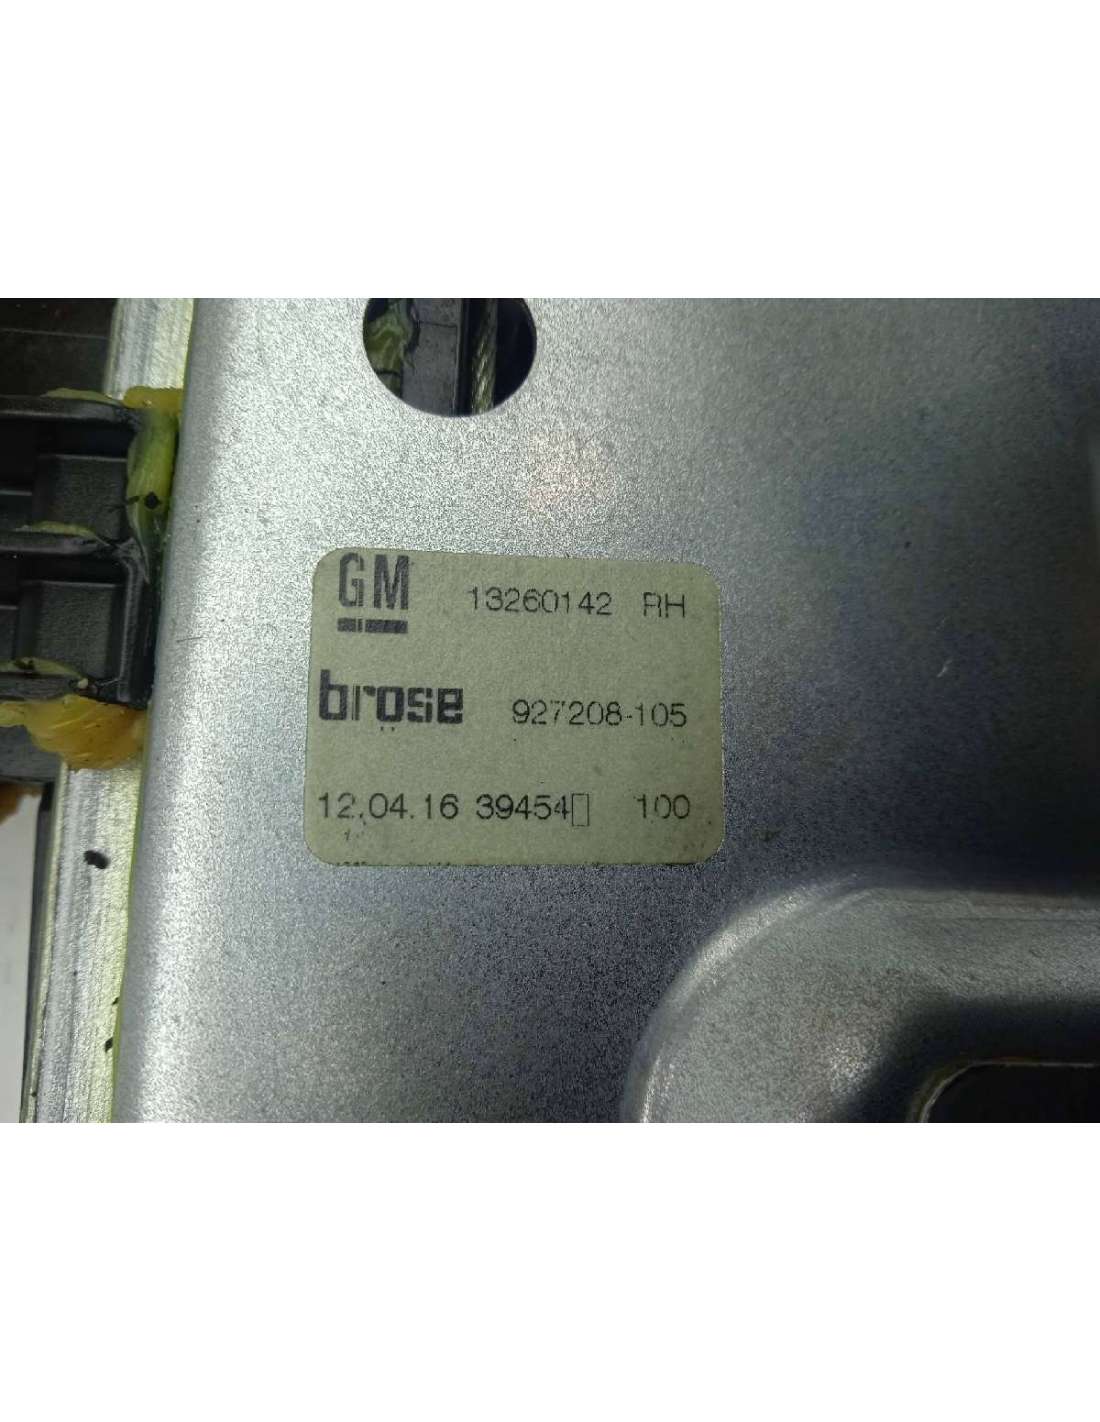 GM 13260142 RH
brose 927208-105
12.04.16 39454▯ 100